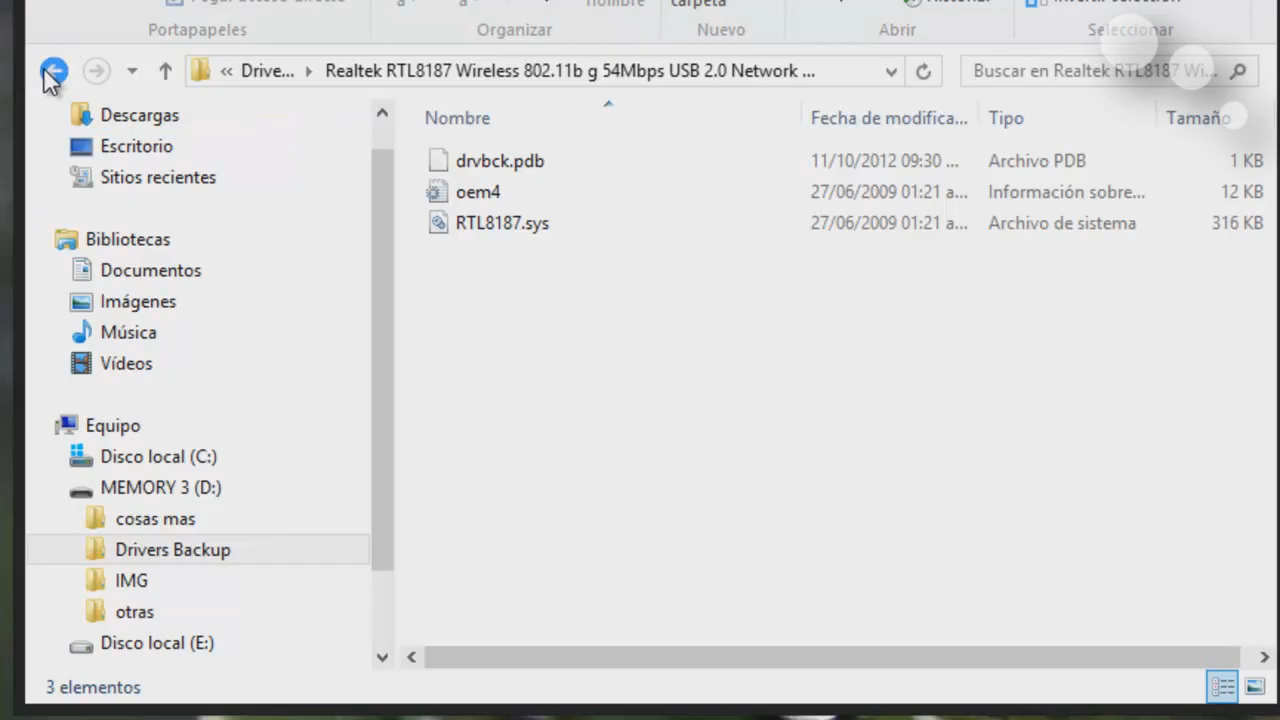 Portapapeles Organizar Nuevo Abrir Seleccionar
« Drive... Realtek RTL8187 Wireless 802.11b g 54Mbps USB 2.0 Network ... Buscar en Realtek RTL8187 Wi...
Nombre Fecha de modifica... Tipo Tamaño
drvbck.pdb 11/10/2012 09:30 ... Archivo PDB 1 KB
oem4 27/06/2009 01:21 a... Información sobre... 12 KB
RTL8187.sys 27/06/2009 01:21 a... Archivo de sistema 316 KB
Descargas
Escritorio
Sitios recientes
Bibliotecas
Documentos
Imágenes
Música
Vídeos
Equipo
Disco local (C:)
MEMORY 3 (D:)
cosas mas
Drivers Backup
IMG
otras
Disco local (E:)
3 elementos